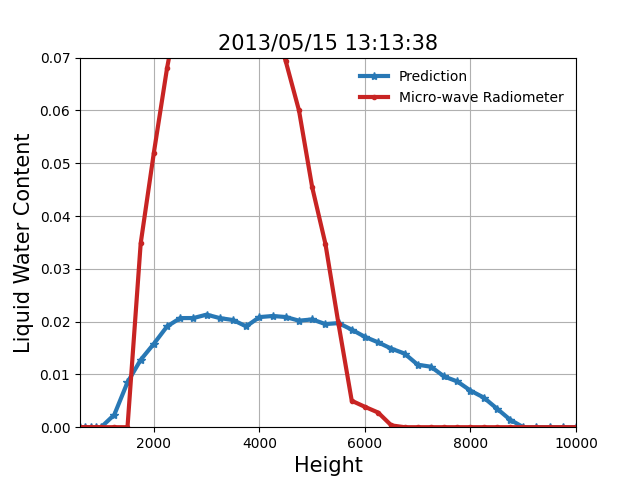 2013/05/15 13:13:38
Prediction
Micro-wave Radiometer
Liquid Water Content
0.07
0.06
0.05
0.04
0.03
0.02
0.01
0.00
2000 4000 6000 8000 10000
Height